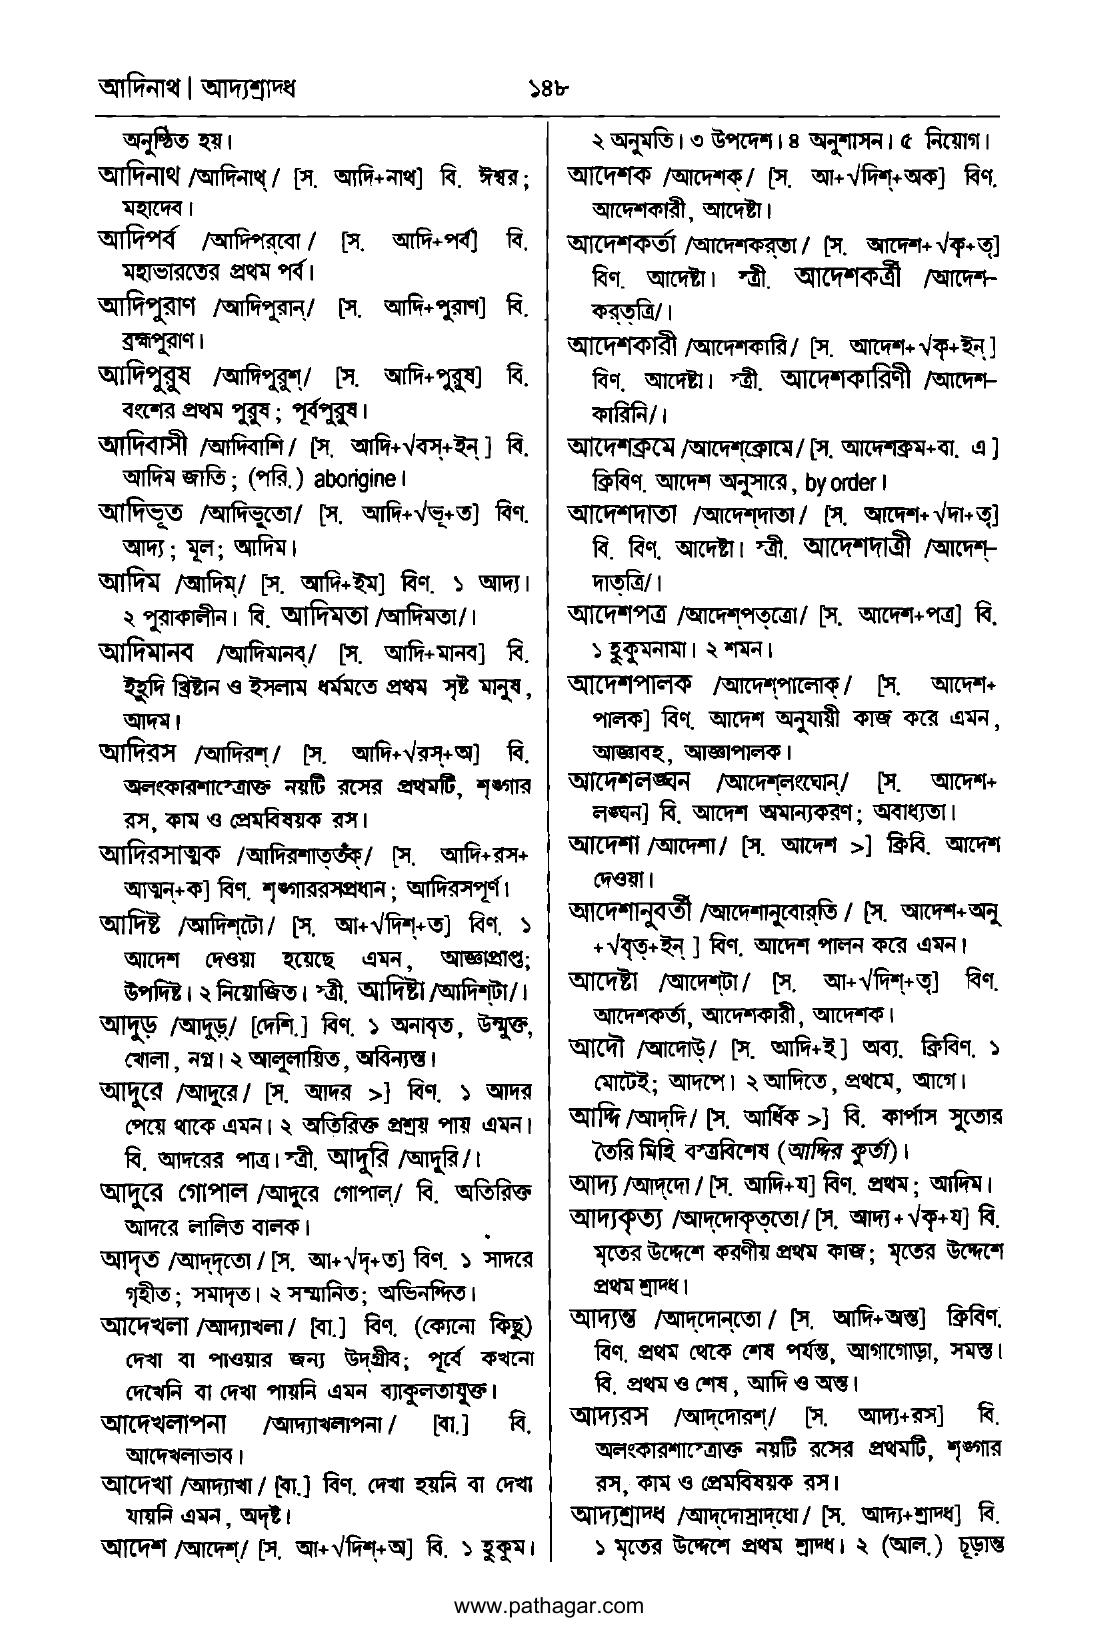 আদিনাথ | আদ্যশ্রাদ্ধ
১৪৮
অনুষ্ঠিত হয়।
আদিনাথ /আদিনাথ্/ [স. আদি+নাথ] বি. ঈশ্বর;
মহাদেব।
আদিপর্ব /আদিপর্‌বো/ [স. আদি+পর্ব] বি.
মহাভারতের প্রথম পর্ব।
আদিপুরাণ /আদিপুরান্/ [স. আদি+পুরাণ] বি.
ব্রহ্মপুরাণ।
আদিপুরুষ /আদিপুরুশ্/ [স. আদি+পুরুষ] বি.
বংশের প্রথম পুরুষ; পূর্বপুরুষ।
আদিবাসী /আদিবাশি/ [স. আদি+√বস্+ইন্] বি.
আদিম জাতি; (পরি.) aborigine।
আদিভূত /আদিভুতো/ [স. আদি+√ভূ+ত] বিণ.
আদ্য; মূল; আদিম।
আদিম /আদিম্/ [স. আদি+ইম] বিণ. ১ আদ্য।
২ পুরাকালীন। বি. আদিমতা /আদিমতা/।
আদিমানব /আদিমানব্/ [স. আদি+মানব] বি.
ইহুদি খ্রিষ্টান ও ইসলাম ধর্মমতে প্রথম সৃষ্ট মানুষ,
আদম।
আদিরস /আদিরশ্/ [স. আদি+√রস্+অ] বি.
অলংকারশাস্ত্রোক্ত নয়টি রসের প্রথমটি, শৃঙ্গার
রস, কাম ও প্রেমবিষয়ক রস।
আদিরসাত্মক /আদিরশাত্‌তঁক্/ [স. আদি+রস+
আত্মন্+ক] বিণ. শৃঙ্গাররসপ্রধান; আদিরসপূর্ণ।
আদিষ্ট /আদিশ্‌টো/ [স. আ+√দিশ্+ত] বিণ. ১
আদেশ দেওয়া হয়েছে এমন, আজ্ঞাপ্রাপ্ত;
উপদিষ্ট। ২ নিয়োজিত। স্ত্রী. আদিষ্টা /আদিশ্‌টা/।
আদুড় /আদুড়্/ [দেশি.] বিণ. ১ অনাবৃত, উন্মুক্ত,
খোলা, নগ্ন। ২ আলুলায়িত, অবিন্যস্ত।
আদুরে /আদুরে/ [স. আদর >] বিণ. ১ আদর
পেয়ে থাকে এমন। ২ অতিরিক্ত প্রশ্রয় পায় এমন।
বি. আদরের পাত্র। স্ত্রী. আদুরি /আদুরি/।
আদুরে গোপাল /আদুরে গোপাল্/ বি. অতিরিক্ত
আদরে লালিত বালক।
আদৃত /আদ্‌দৃতো/ [স. আ+√দৃ+ত] বিণ. ১ সাদরে
গৃহীত; সমাদৃত। ২ সম্মানিত; অভিনন্দিত।
আদেখলা /আদ্যাখলা/ [বা.] বিণ. (কোনো কিছু)
দেখা বা পাওয়ার জন্য উদ্‌গ্রীব; পূর্বে কখনো
দেখেনি বা দেখা পায়নি এমন ব্যাকুলতাযুক্ত।
আদেখলাপনা /আদ্যাখলাপনা/ [বা.] বি.
আদেখলাভাব।
আদেখা /আদ্যাখা/ [বা.] বিণ. দেখা হয়নি বা দেখা
যায়নি এমন, অদৃষ্ট।
আদেশ /আদেশ্/ [স. আ+√দিশ্+অ] বি. ১ হুকুম।
২ অনুমতি। ৩ উপদেশ। ৪ অনুশাসন। ৫ নিয়োগ।
আদেশক /আদেশক্/ [স. আ+√দিশ্+অক] বিণ.
আদেশকারী, আদেষ্টা।
আদেশকর্তা /আদেশকর্‌তা/ [স. আদেশ+√কৃ+তৃ]
বিণ. আদেষ্টা। স্ত্রী. আদেশকর্ত্রী /আদেশ-
কর্‌ত্‌ত্রি/।
আদেশকারী /আদেশকারি/ [স. আদেশ+√কৃ+ইন্]
বিণ. আদেষ্টা। স্ত্রী. আদেশকারিণী /আদেশ-
কারিনি/।
আদেশক্রমে /আদেশ্‌ক্রোমে/ [স. আদেশক্রম+বা. এ]
ক্রিবিণ. আদেশ অনুসারে, by order।
আদেশদাতা /আদেশ্‌দাতা/ [স. আদেশ+√দা+তৃ]
বি. বিণ. আদেষ্টা। স্ত্রী. আদেশদাত্রী /আদেশ্-
দাত্‌ত্রি/।
আদেশপত্র /আদেশ্‌পত্‌ত্রো/ [স. আদেশ+পত্র] বি.
১ হুকুমনামা। ২ শমন।
আদেশপালক /আদেশ্‌পালোক্/ [স. আদেশ+
পালক] বিণ. আদেশ অনুযায়ী কাজ করে এমন,
আজ্ঞাবহ, আজ্ঞাপালক।
আদেশলঙ্ঘন /আদেশ্‌লংঘোন্/ [স. আদেশ+
লঙ্ঘন] বি. আদেশ অমান্যকরণ; অবাধ্যতা।
আদেশা /আদেশা/ [স. আদেশ >] ক্রিবি. আদেশ
দেওয়া।
আদেশানুবর্তী /আদেশানুবোর্‌তি/ [স. আদেশ+অনু
+√বৃত্+ইন্] বিণ. আদেশ পালন করে এমন।
আদেষ্টা /আদেশ্‌টা/ [স. আ+√দিশ্+তৃ] বিণ.
আদেশকর্তা, আদেশকারী, আদেশক।
আদৌ /আদোউ/ [স. আদি+ই] অব্য. ক্রিবিণ. ১
মোটেই; আদপে। ২ আদিতে, প্রথমে, আগে।
আদ্দি /আদ্‌দি/ [স. আর্ধিক >] বি. কার্পাস সুতোর
তৈরি মিহি বস্ত্রবিশেষ (আদ্দির কুর্তা)।
আদ্য /আদ্‌দো/ [স. আদি+য] বিণ. প্রথম; আদিম।
আদ্যকৃত্য /আদ্‌দোকৃত্‌তো/ [স. আদ্য+√কৃ+য] বি.
মৃতের উদ্দেশে করণীয় প্রথম কাজ; মৃতের উদ্দেশে
প্রথম শ্রাদ্ধ।
আদ্যন্ত /আদ্‌দোন্‌তো/ [স. আদি+অন্ত] ক্রিবিণ.
বিণ. প্রথম থেকে শেষ পর্যন্ত, আগাগোড়া, সমস্ত।
বি. প্রথম ও শেষ, আদি ও অন্ত।
আদ্যরস /আদ্‌দোরশ্/ [স. আদ্য+রস] বি.
অলংকারশাস্ত্রোক্ত নয়টি রসের প্রথমটি, শৃঙ্গার
রস, কাম ও প্রেমবিষয়ক রস।
আদ্যশ্রাদ্ধ /আদ্‌দোস্রাদ্‌ধো/ [স. আদ্য+শ্রাদ্ধ] বি.
১ মৃতের উদ্দেশে প্রথম শ্রাদ্ধ। ২ (আল.) চূড়ান্ত
www.pathagar.com